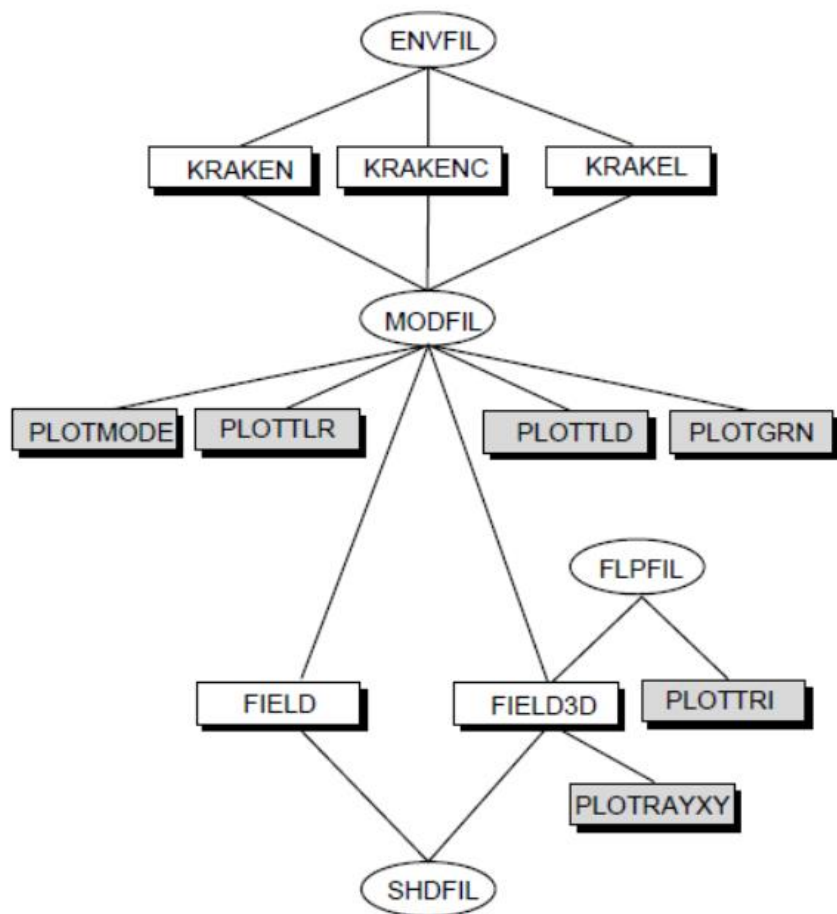 ENVFIL
KRAKEN
KRAKENC
KRAKEL
MODFIL
PLOTMODE
PLOTTLR
PLOTTLD
PLOTGRN
FLPFIL
FIELD
FIELD3D
PLOTTRI
PLOTRAYXY
SHDFIL